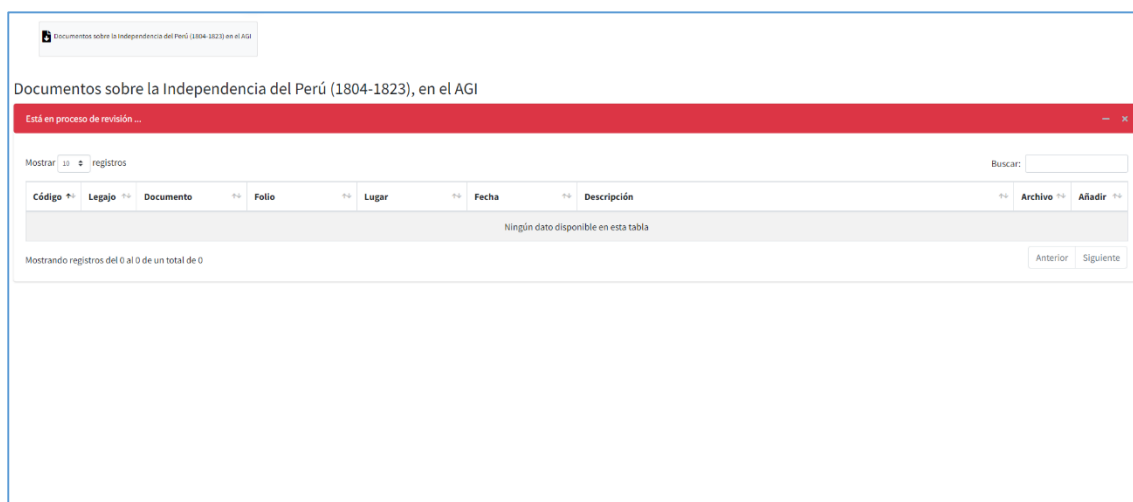 Documentos sobre la Independencia del Perú (1804-1823) en el AGI
Documentos sobre la Independencia del Perú (1804-1823), en el AGI
Está en proceso de revisión ...
Mostrar 10 registros Buscar:
Código Legajo Documento Folio Lugar Fecha Descripción Archivo Añadir
Ningún dato disponible en esta tabla
Mostrando registros del 0 al 0 de un total de 0 Anterior Siguiente